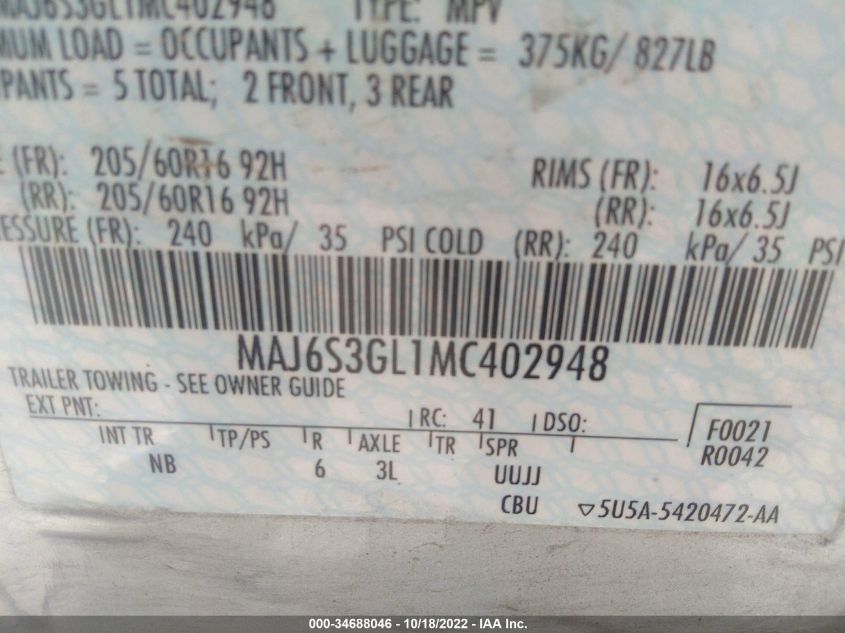 MAJ6S3GL1MC402948 TYPE: MPV
MUM LOAD = OCCUPANTS + LUGGAGE = 375KG/ 827LB
PANTS = 5 TOTAL; 2 FRONT, 3 REAR
E (FR): 205/60R16 92H RIMS (FR): 16x6.5J
(RR): 205/60R16 92H (RR): 16x6.5J
ESSURE (FR): 240 kPa/ 35 PSI COLD (RR): 240 kPa/ 35 PSI
MAJ6S3GL1MC402948
TRAILER TOWING - SEE OWNER GUIDE
EXT PNT: RC: 41 DSO:
INT TR TP/PS R AXLE TR SPR F0021
NB 6 3L UUJJ R0042
CBU ▽5U5A-5420472-AA
000-34688046 - 10/18/2022 - IAA Inc.